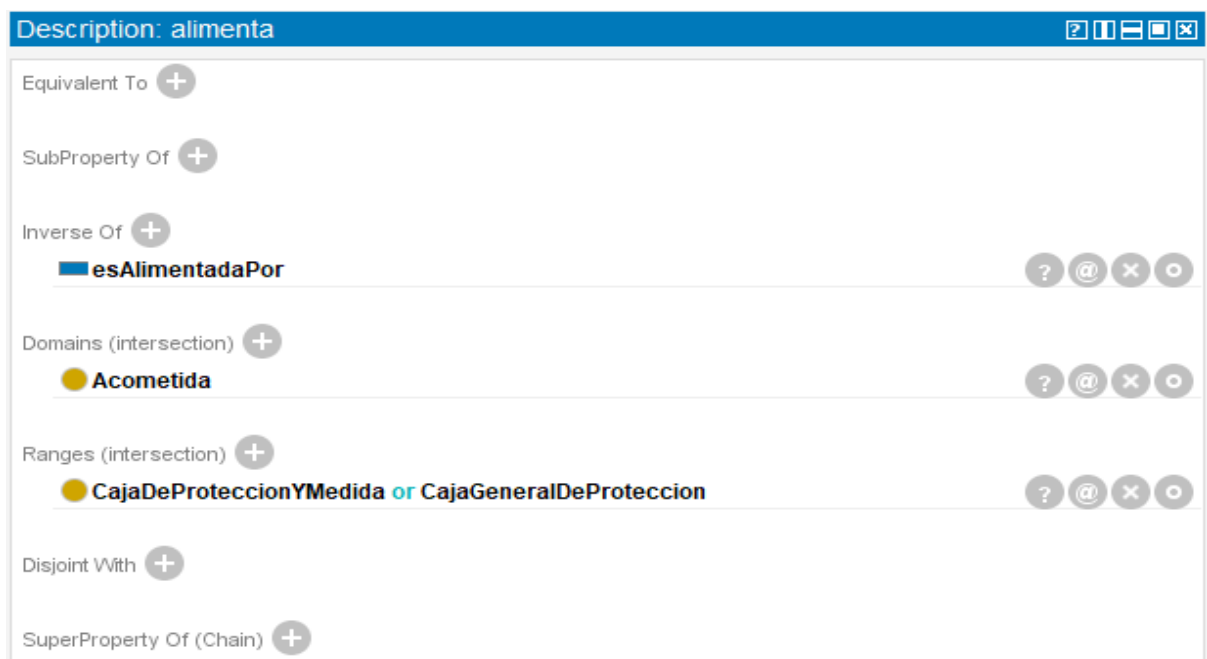 Description: alimenta
Equivalent To
SubProperty Of
Inverse Of
esAlimentadaPor
Domains (intersection)
Acometida
Ranges (intersection)
CajaDeProteccionYMedida or CajaGeneralDeProteccion
Disjoint With
SuperProperty Of (Chain)